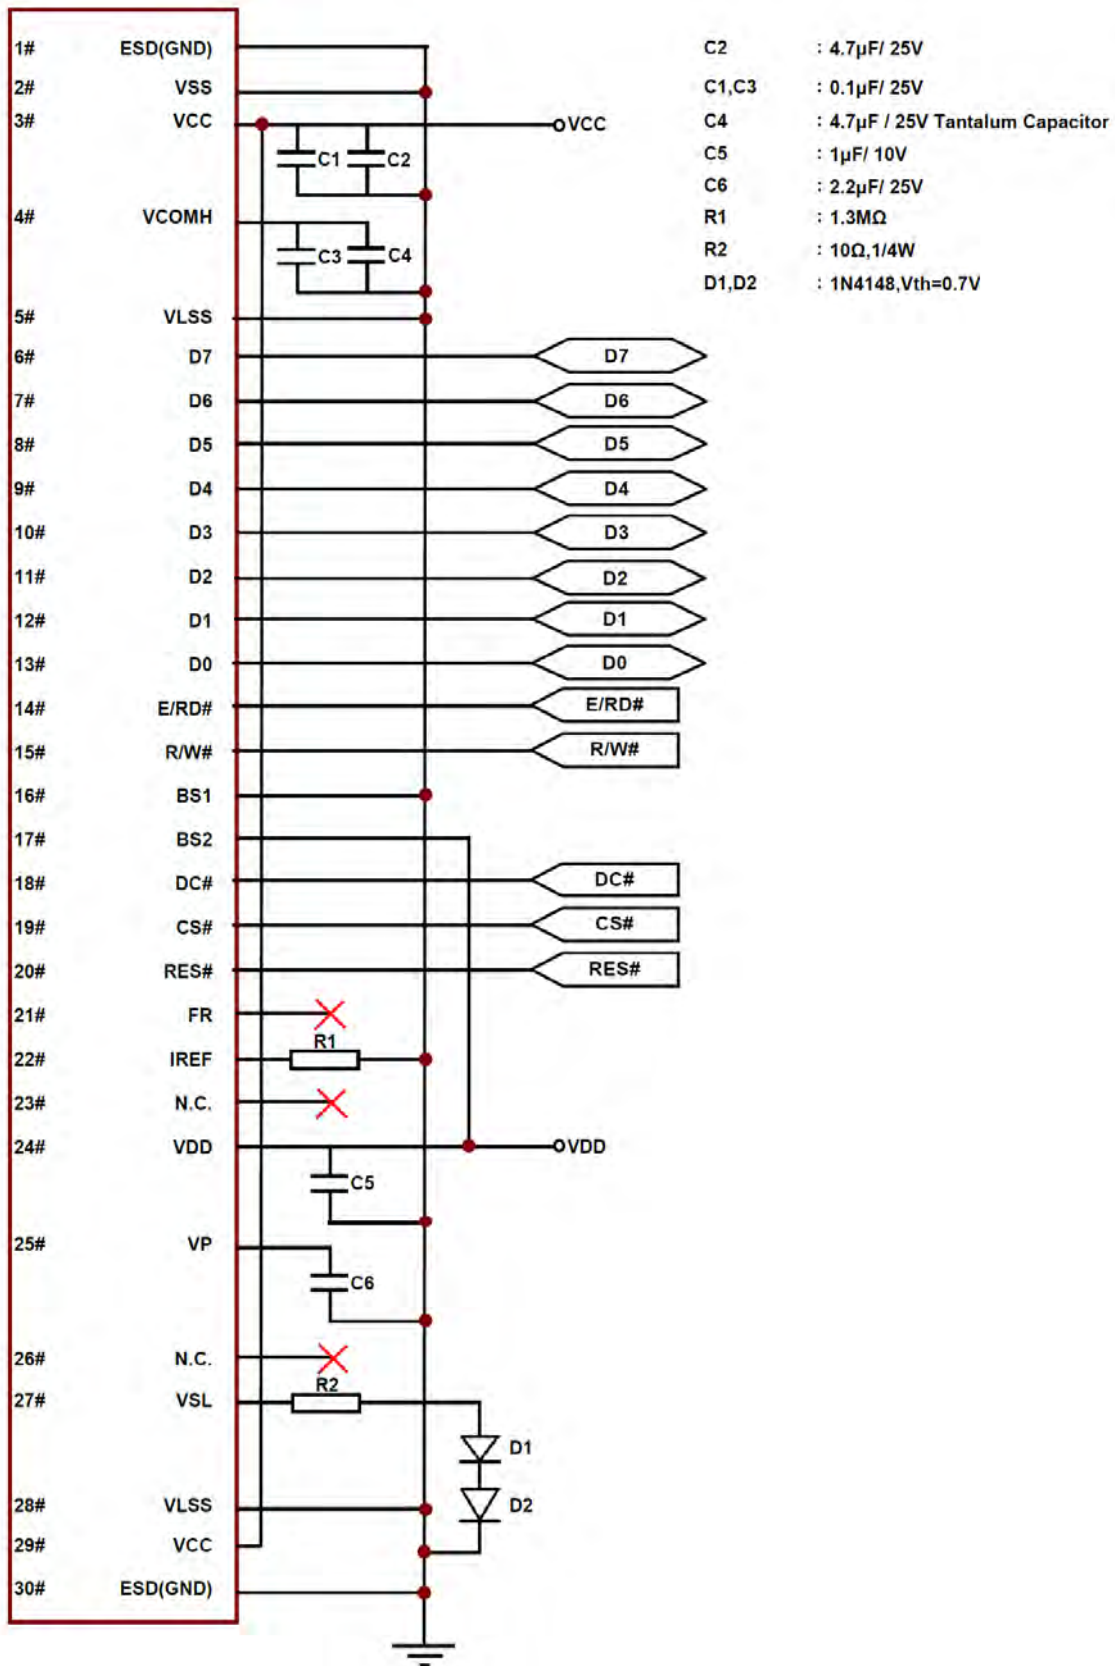 1# ESD(GND)
2# VSS
3# VCC
VCC
C1 C2
4# VCOMH
C3 C4
5# VLSS
6# D7 D7
7# D6 D6
8# D5 D5
9# D4 D4
10# D3 D3
11# D2 D2
12# D1 D1
13# D0 D0
14# E/RD# E/RD#
15# R/W# R/W#
16# BS1
17# BS2
18# DC# DC#
19# CS# CS#
20# RES# RES#
21# FR
R1
22# IREF
23# N.C.
24# VDD VDD
C5
25# VP
C6
26# N.C.
R2
27# VSL
D1
28# VLSS D2
29# VCC
30# ESD(GND)
C2 : 4.7µF/ 25V
C1,C3 : 0.1µF/ 25V
C4 : 4.7µF / 25V Tantalum Capacitor
C5 : 1µF/ 10V
C6 : 2.2µF/ 25V
R1 : 1.3MΩ
R2 : 10Ω,1/4W
D1,D2 : 1N4148,Vth=0.7V